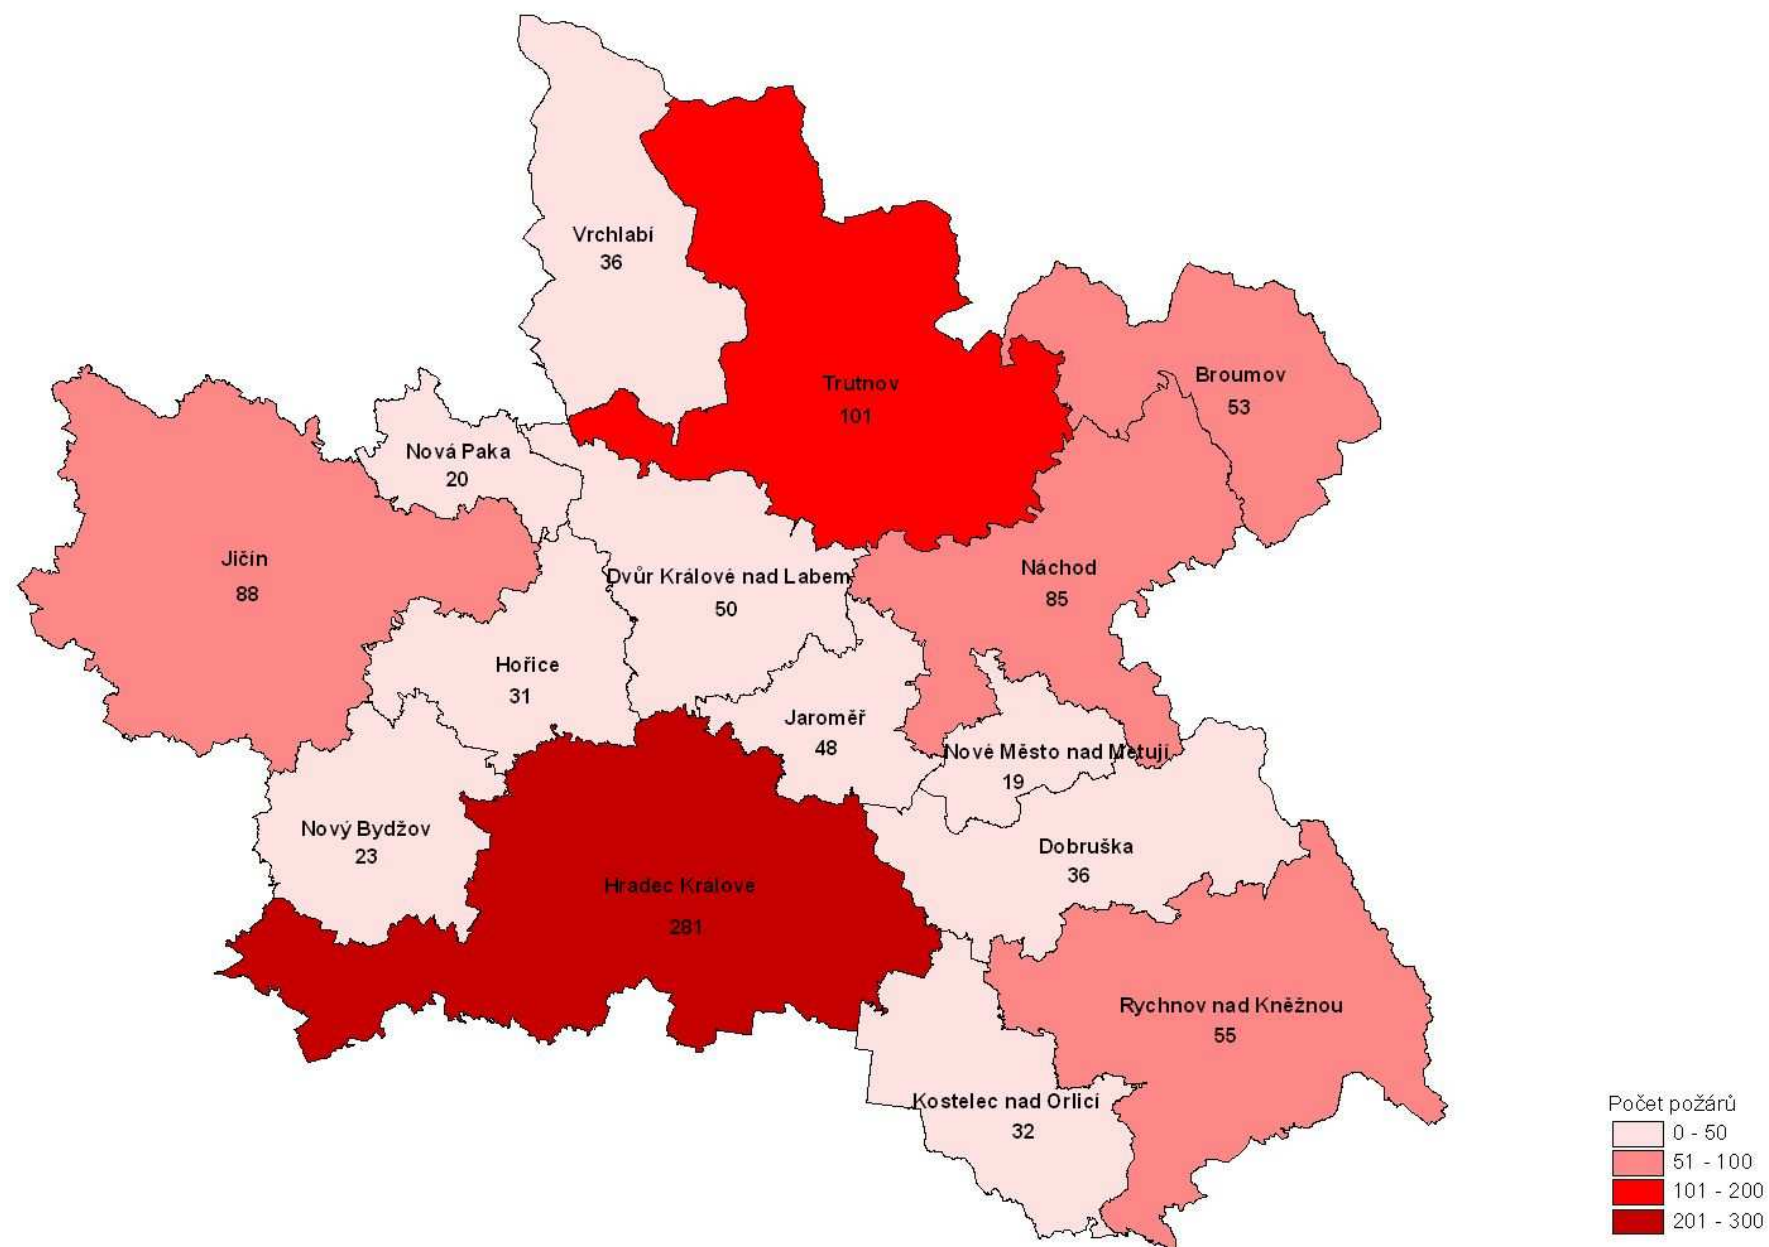 Vrchlabí
36
Trutnov
101
Broumov
53
Nová Paka
20
Jičín
88
Dvůr Králové nad Labem
50
Náchod
85
Hořice
31
Jaroměř
48
Nové Město nad Metují
19
Nový Bydžov
23
Dobruška
36
Hradec Králove
281
Rychnov nad Kněžnou
55
Kostelec nad Orlicí
32
Počet požárů
0 - 50
51 - 100
101 - 200
201 - 300